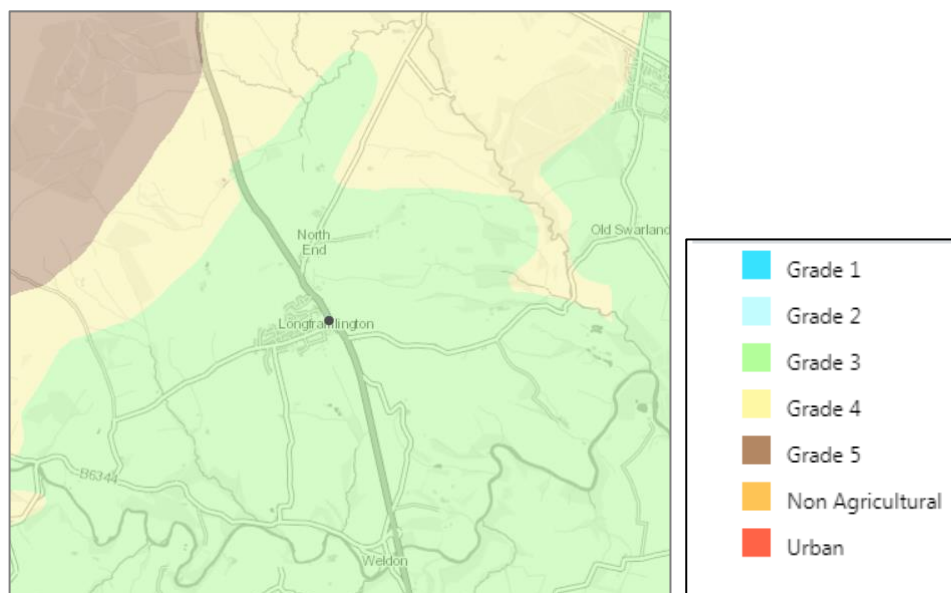 North
End
Old Swarland
Longframlington
B6344
Weldon
Grade 1
Grade 2
Grade 3
Grade 4
Grade 5
Non Agricultural
Urban